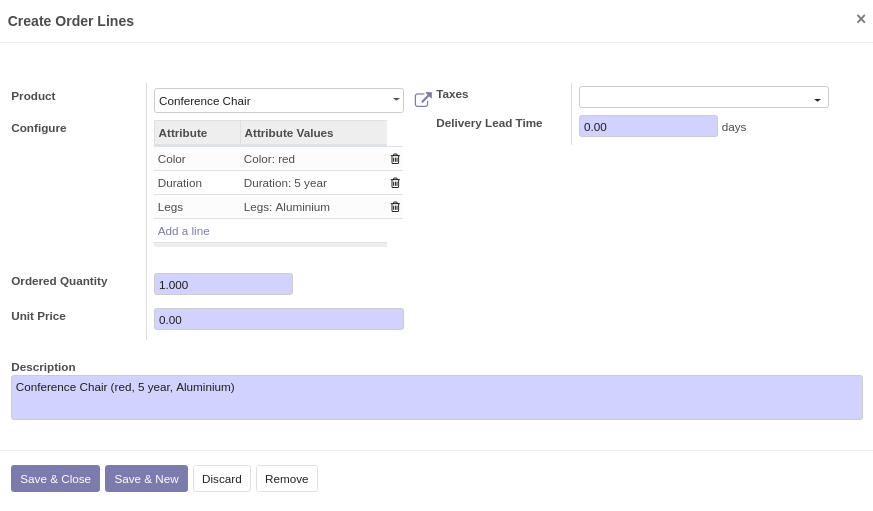 Create Order Lines ×
Product Conference Chair Taxes
Delivery Lead Time 0.00 days
Configure Attribute Attribute Values
Color Color: red
Duration Duration: 5 year
Legs Legs: Aluminium
Add a line
Ordered Quantity 1.000
Unit Price 0.00
Description
Conference Chair (red, 5 year, Aluminium)
Save & Close Save & New Discard Remove